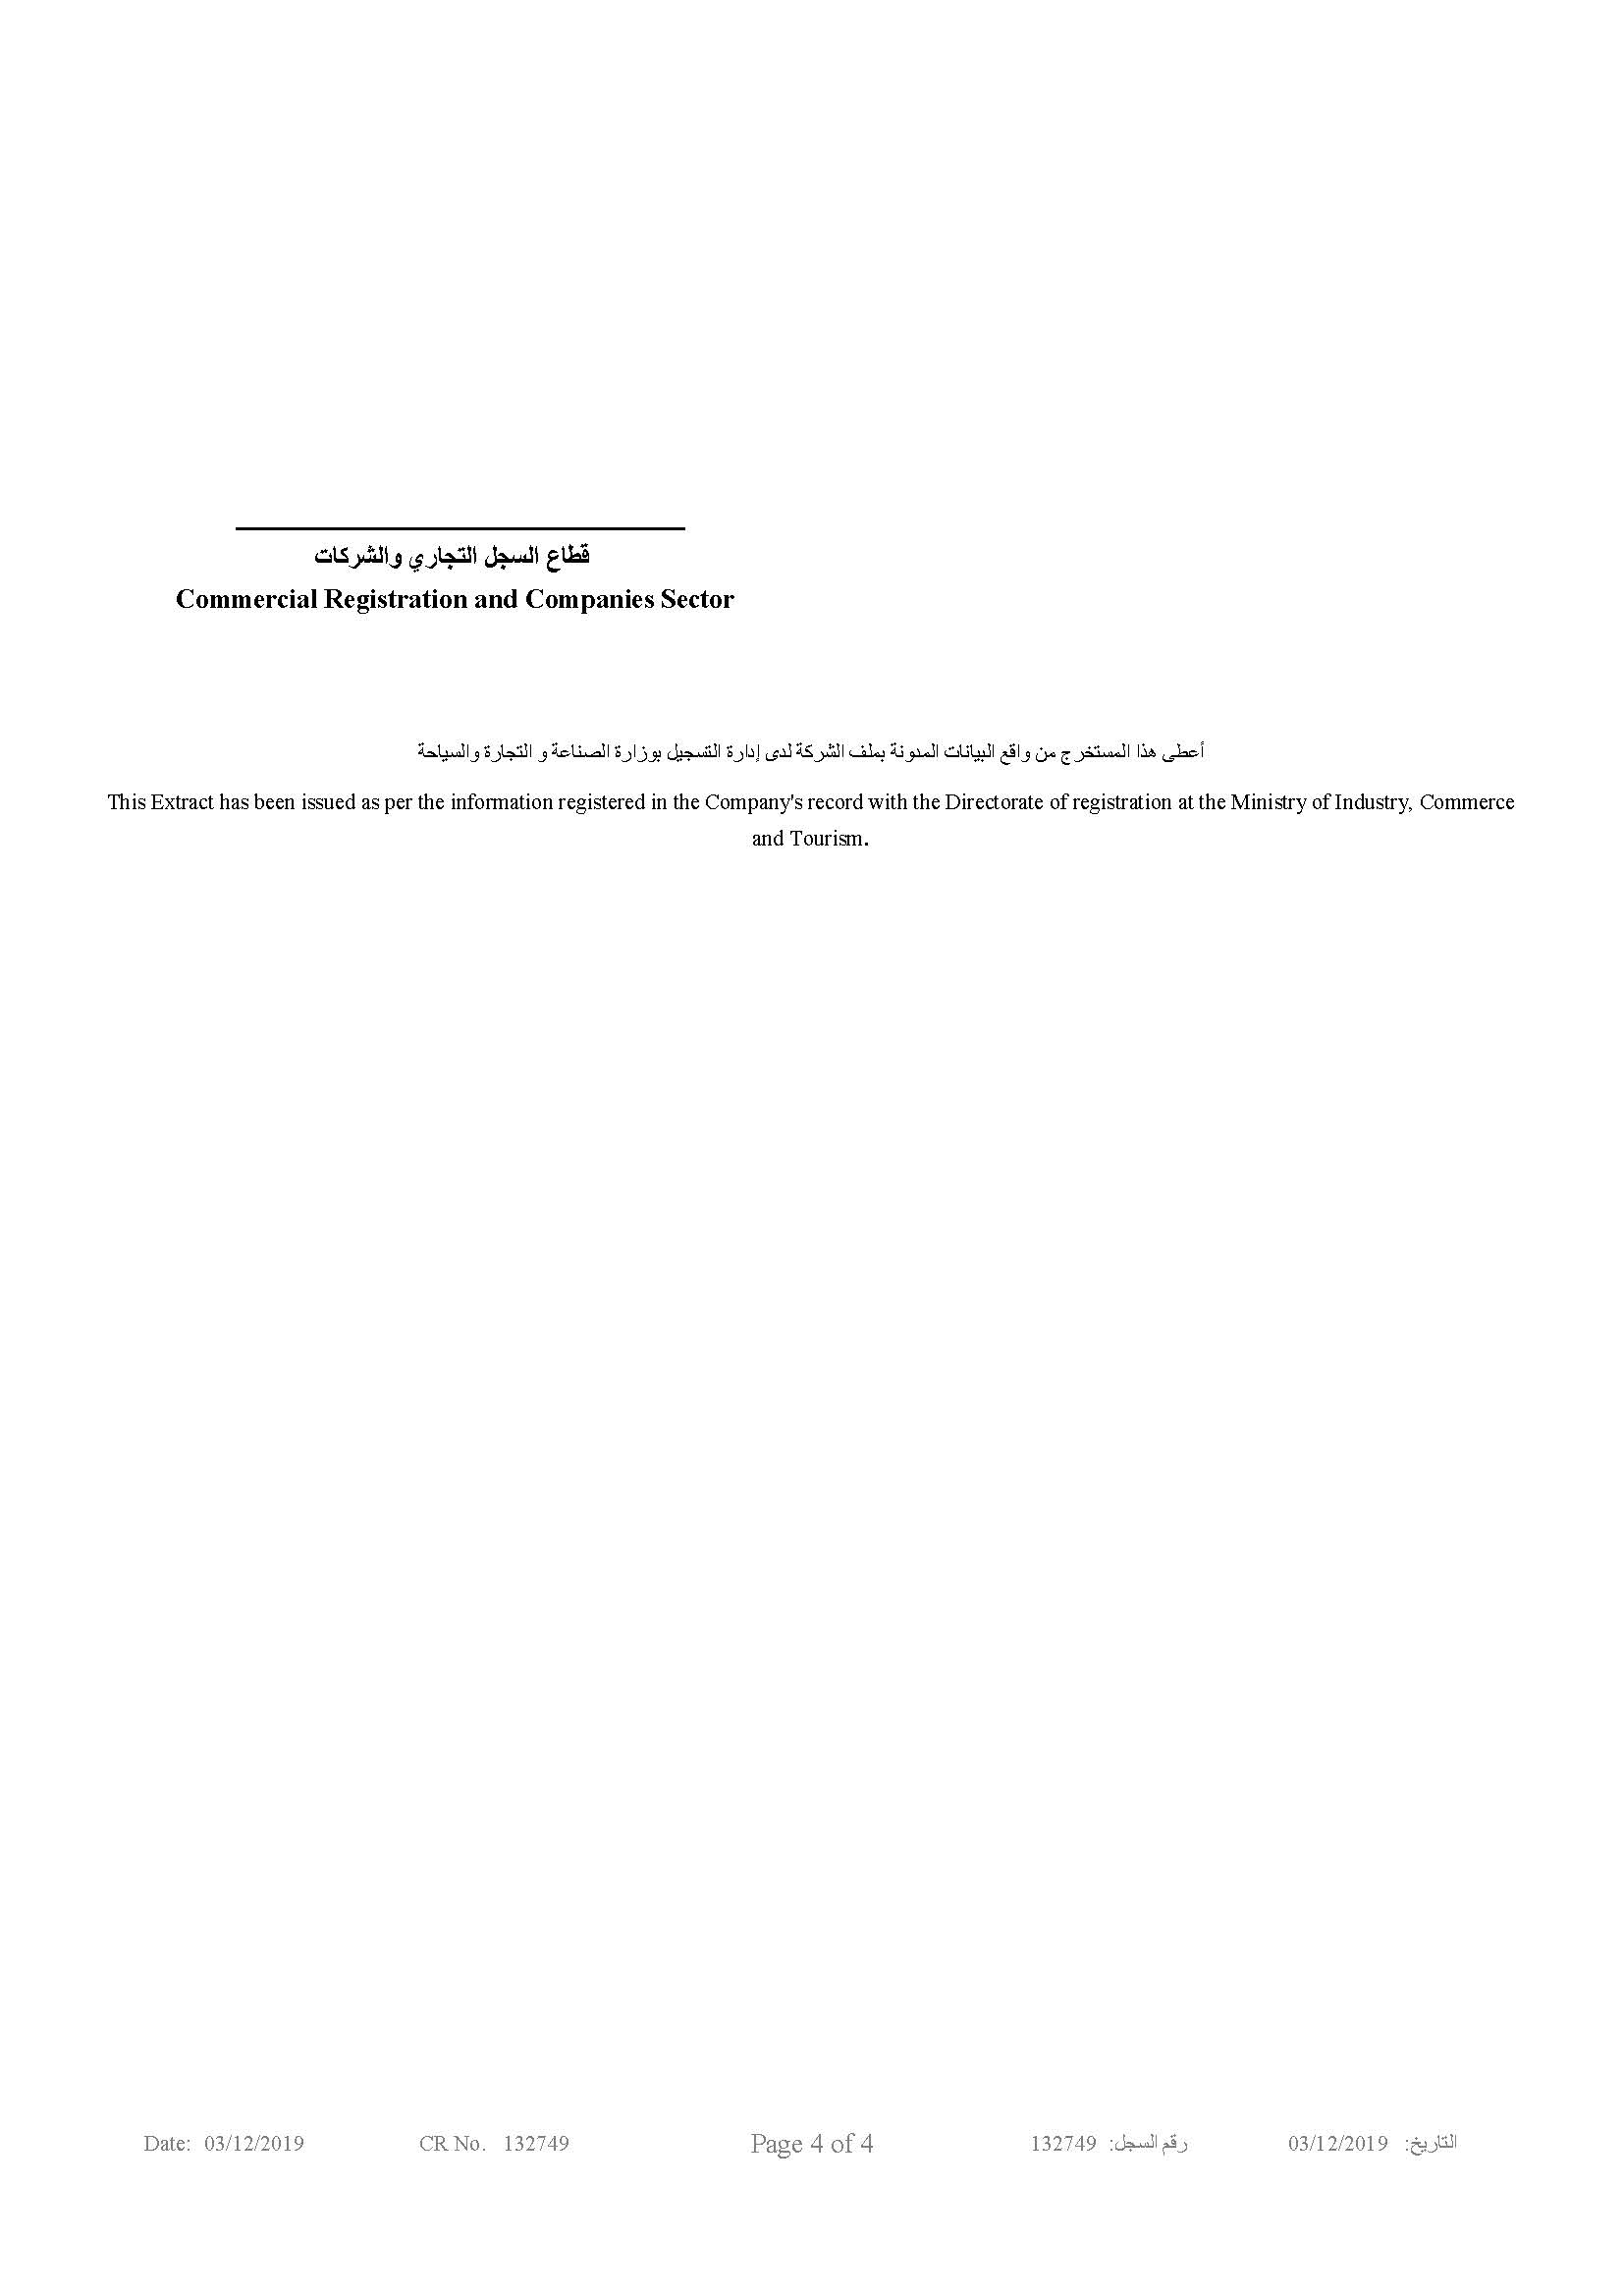 قطاع السجل التجاري والشركات
Commercial Registration and Companies Sector
أعطى هذا المستخرج من واقع البيانات المدونة بملف الشركة لدى إدارة التسجيل بوزارة الصناعة و التجارة والسياحة
This Extract has been issued as per the information registered in the Company's record with the Directorate of registration at the Ministry of Industry, Commerce
and Tourism.
Date: 03/12/2019 CR No. 132749 Page 4 of 4 رقم السجل: 132749 التاريخ: 03/12/2019